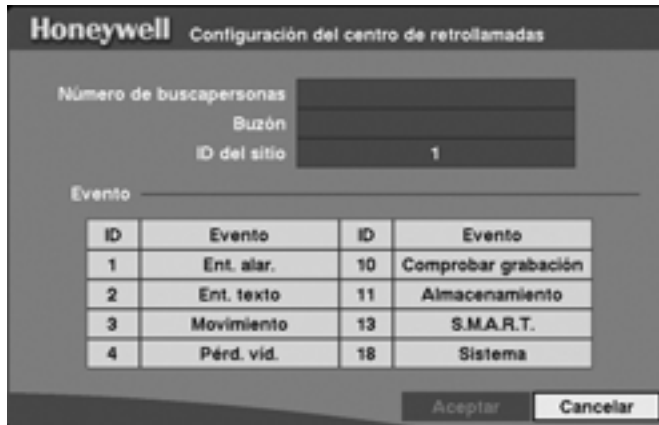 Honeywell Configuración del centro de retrollamadas
Número de buscapersonas
Buzón
ID del sitio 1
Evento
ID Evento ID Evento
1 Ent. alar. 10 Comprobar grabación
2 Ent. texto 11 Almacenamiento
3 Movimiento 13 S.M.A.R.T.
4 Pérd. víd. 18 Sistema
Aceptar Cancelar